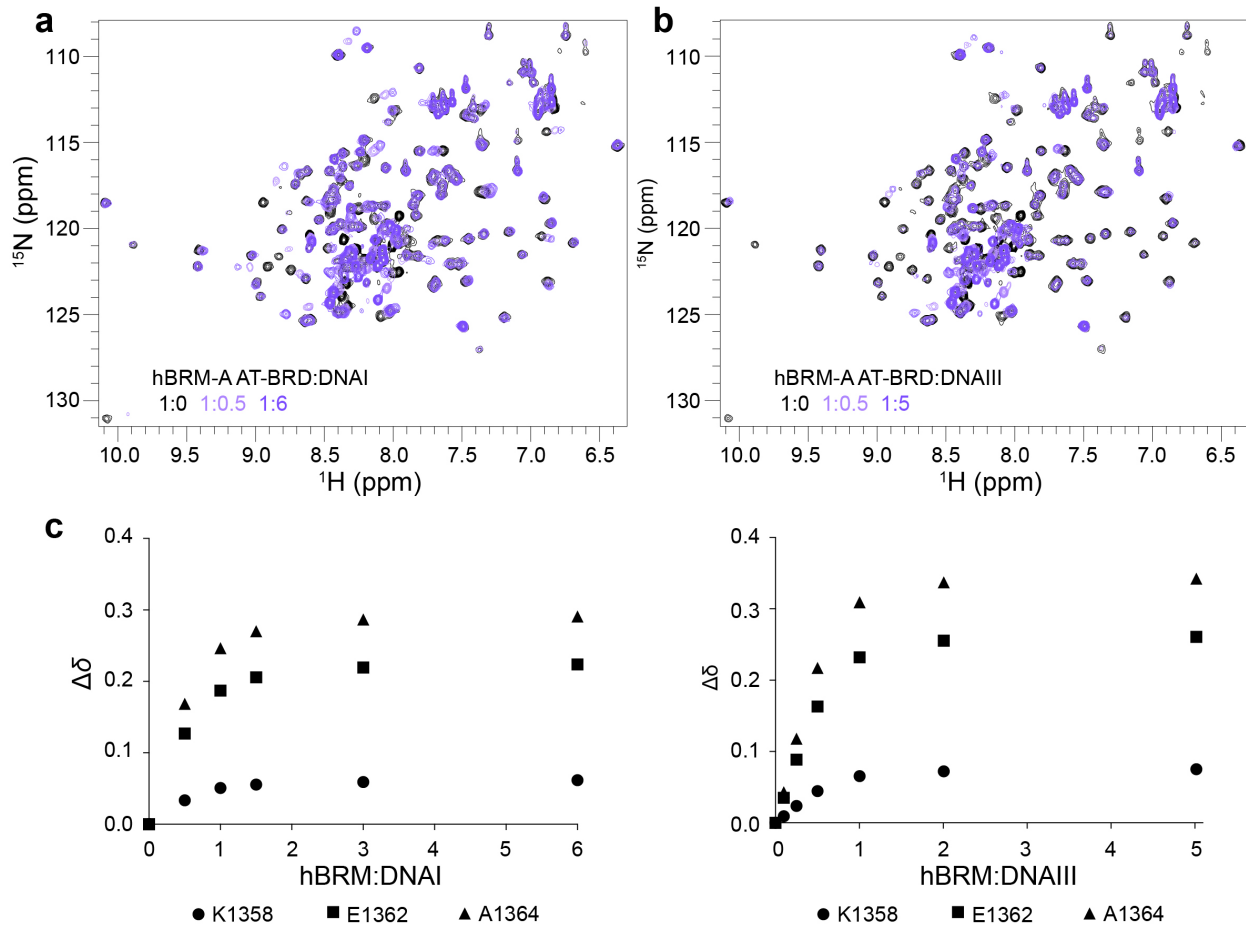 a
110
115
120
125
130
15N (ppm)
hBRM-A AT-BRD:DNAI
1:0 1:0.5 1:6
10.0 9.5 9.0 8.5 8.0 7.5 7.0 6.5
1H (ppm)
b
110
115
120
125
130
15N (ppm)
hBRM-A AT-BRD:DNAIII
1:0 1:0.5 1:5
10.0 9.5 9.0 8.5 8.0 7.5 7.0 6.5
1H (ppm)
c
0.4
0.3
0.2
0.1
0.0
Δδ
0 1 2 3 4 5 6
hBRM:DNAI
K1358 E1362 A1364
0.4
0.3
0.2
0.1
0.0
Δδ
0 1 2 3 4 5
hBRM:DNAIII
K1358 E1362 A1364